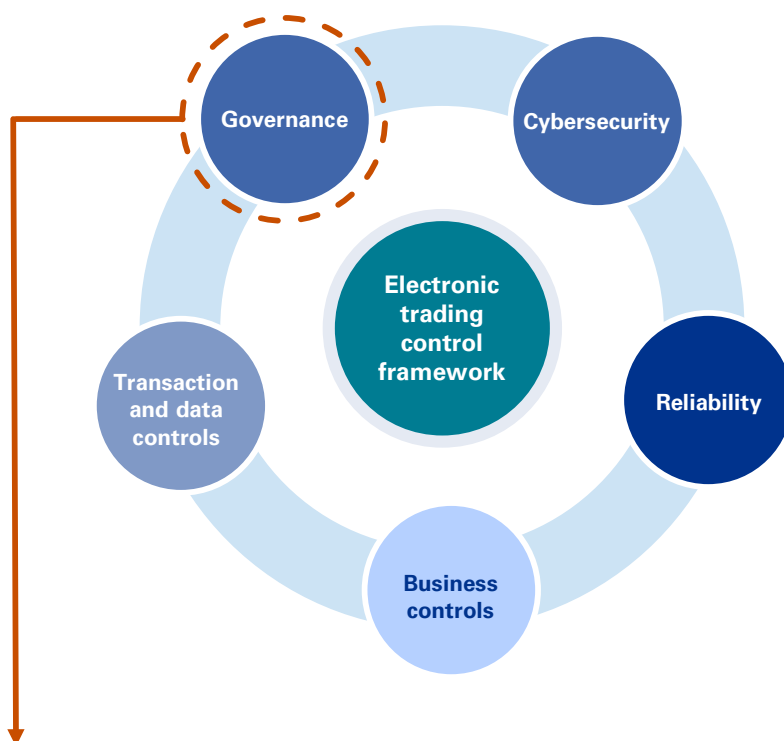 Governance
Cybersecurity
Electronic
trading
control
framework
Transaction
and data
controls
Reliability
Business
controls